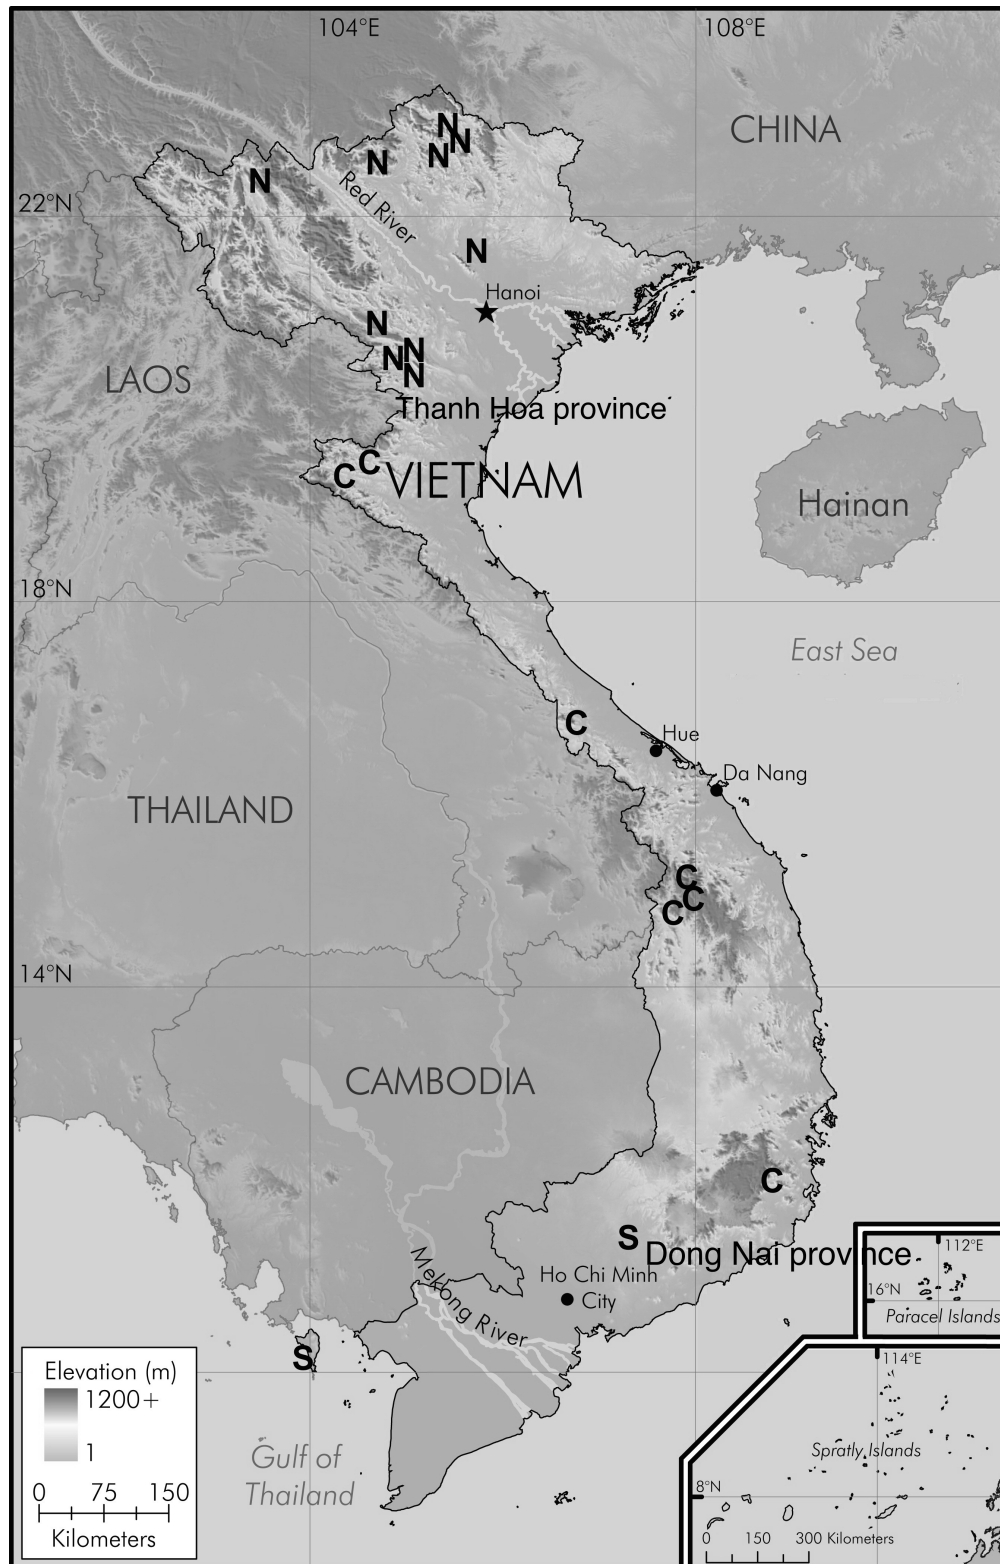 104°E
108°E
CHINA
N
N
N
N
N
Red River
22°N
N
Hanoi
N
N
N
N
LAOS
Thanh Hoa province
C
C
VIETNAM
Hainan
18°N
East Sea
C
Hue
Da Nang
THAILAND
C
C
C
14°N
CAMBODIA
C
S
Dong Nai province
Mekong River
Ho Chi Minh
City
S
112°E
16°N
Paracel Islands
114°E
Spratly Islands
8°N
0 150 300 Kilometers
Gulf of
Thailand
Elevation (m)
1200+
1
0 75 150
Kilometers